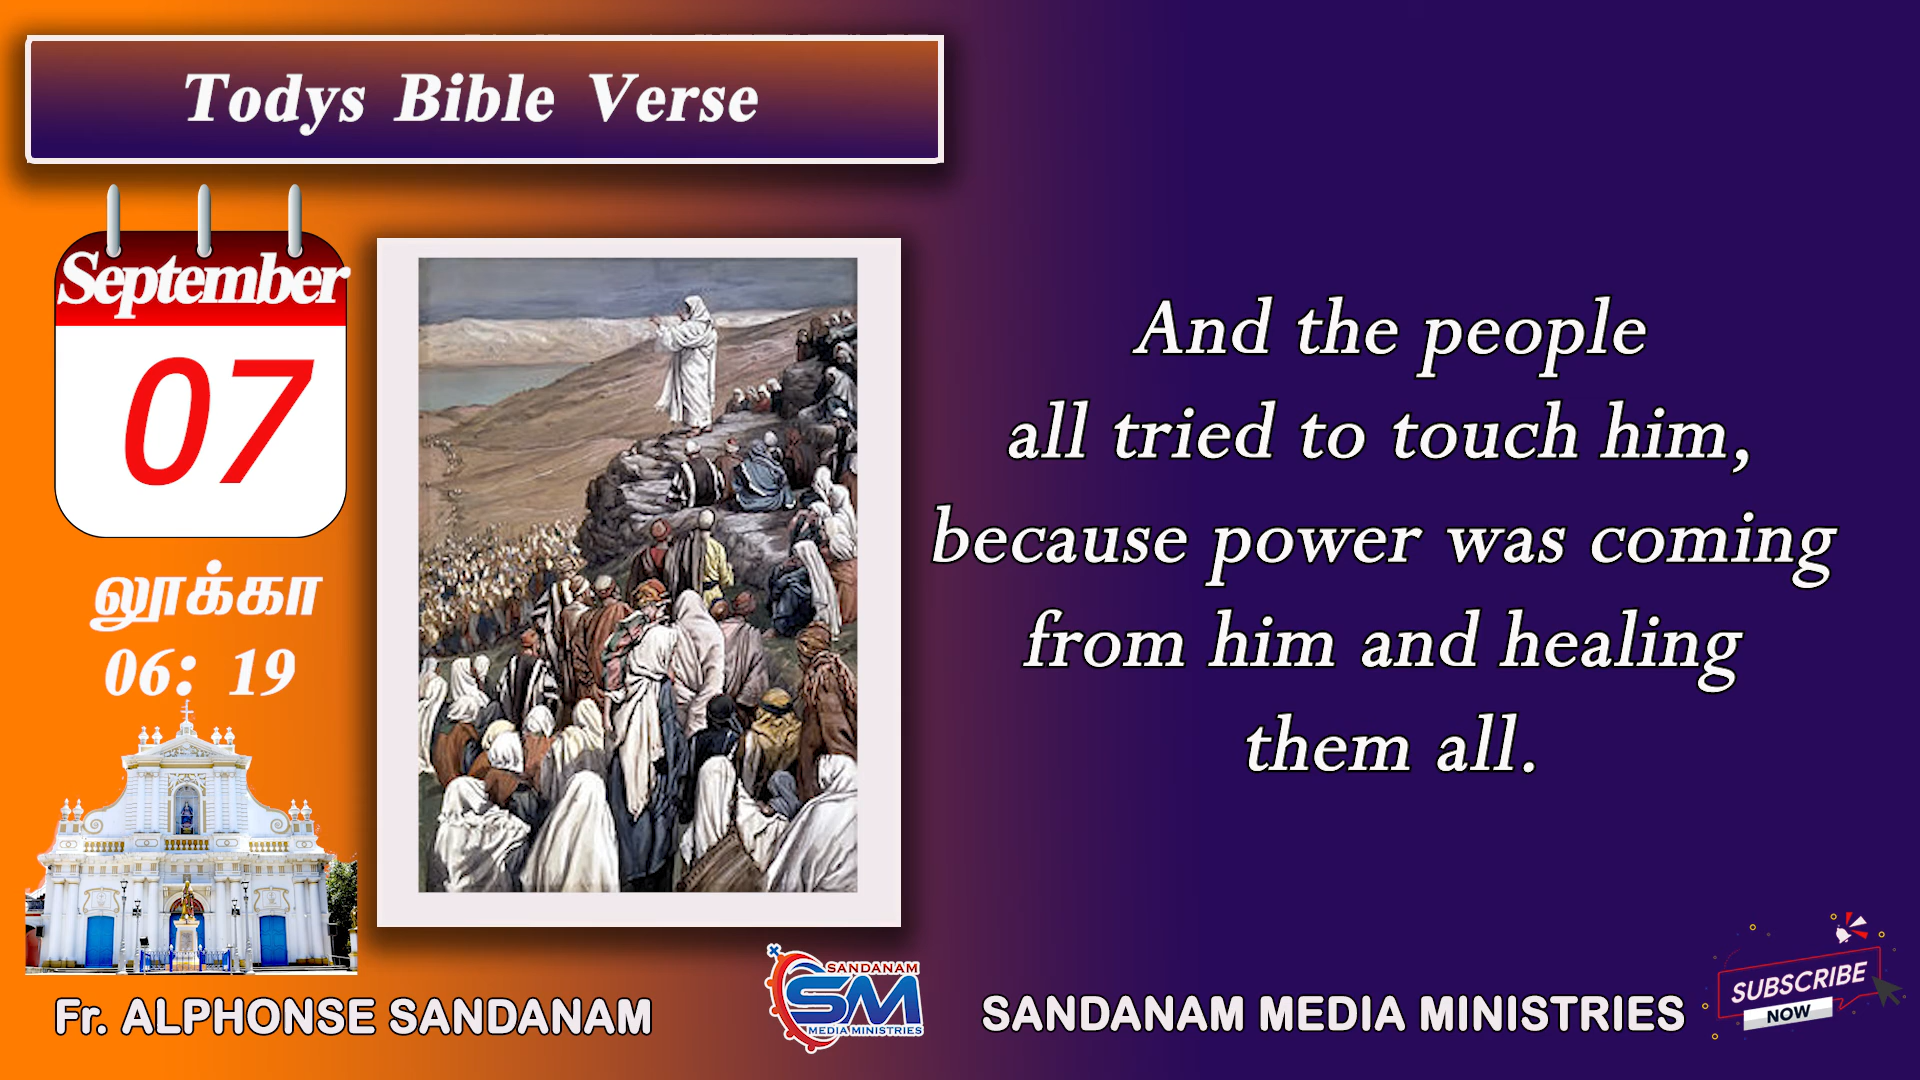 Todys Bible Verse
September
07
லூக்கா
06: 19
And the people
all tried to touch him,
because power was coming
from him and healing
them all.
Fr. ALPHONSE SANDANAM
SANDANAM
SM
MEDIA MINISTRIES
SANDANAM MEDIA MINISTRIES
SUBSCRIBE
NOW